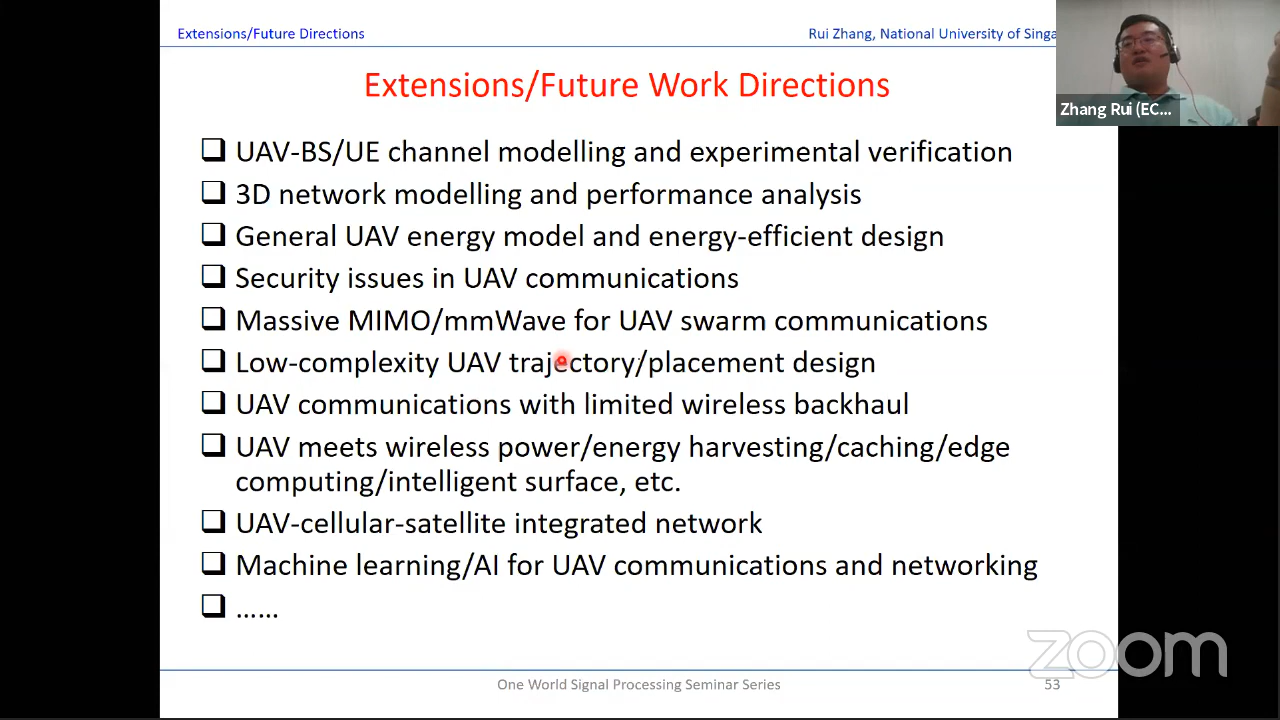 Extensions/Future Directions
Rui Zhang, National University of Singa
Zhang Rui (EC...
Extensions/Future Work Directions
❑ UAV-BS/UE channel modelling and experimental verification
❑ 3D network modelling and performance analysis
❑ General UAV energy model and energy-efficient design
❑ Security issues in UAV communications
❑ Massive MIMO/mmWave for UAV swarm communications
❑ Low-complexity UAV trajectory/placement design
❑ UAV communications with limited wireless backhaul
❑ UAV meets wireless power/energy harvesting/caching/edge
computing/intelligent surface, etc.
❑ UAV-cellular-satellite integrated network
❑ Machine learning/AI for UAV communications and networking
❑ ......
zoom
One World Signal Processing Seminar Series
53